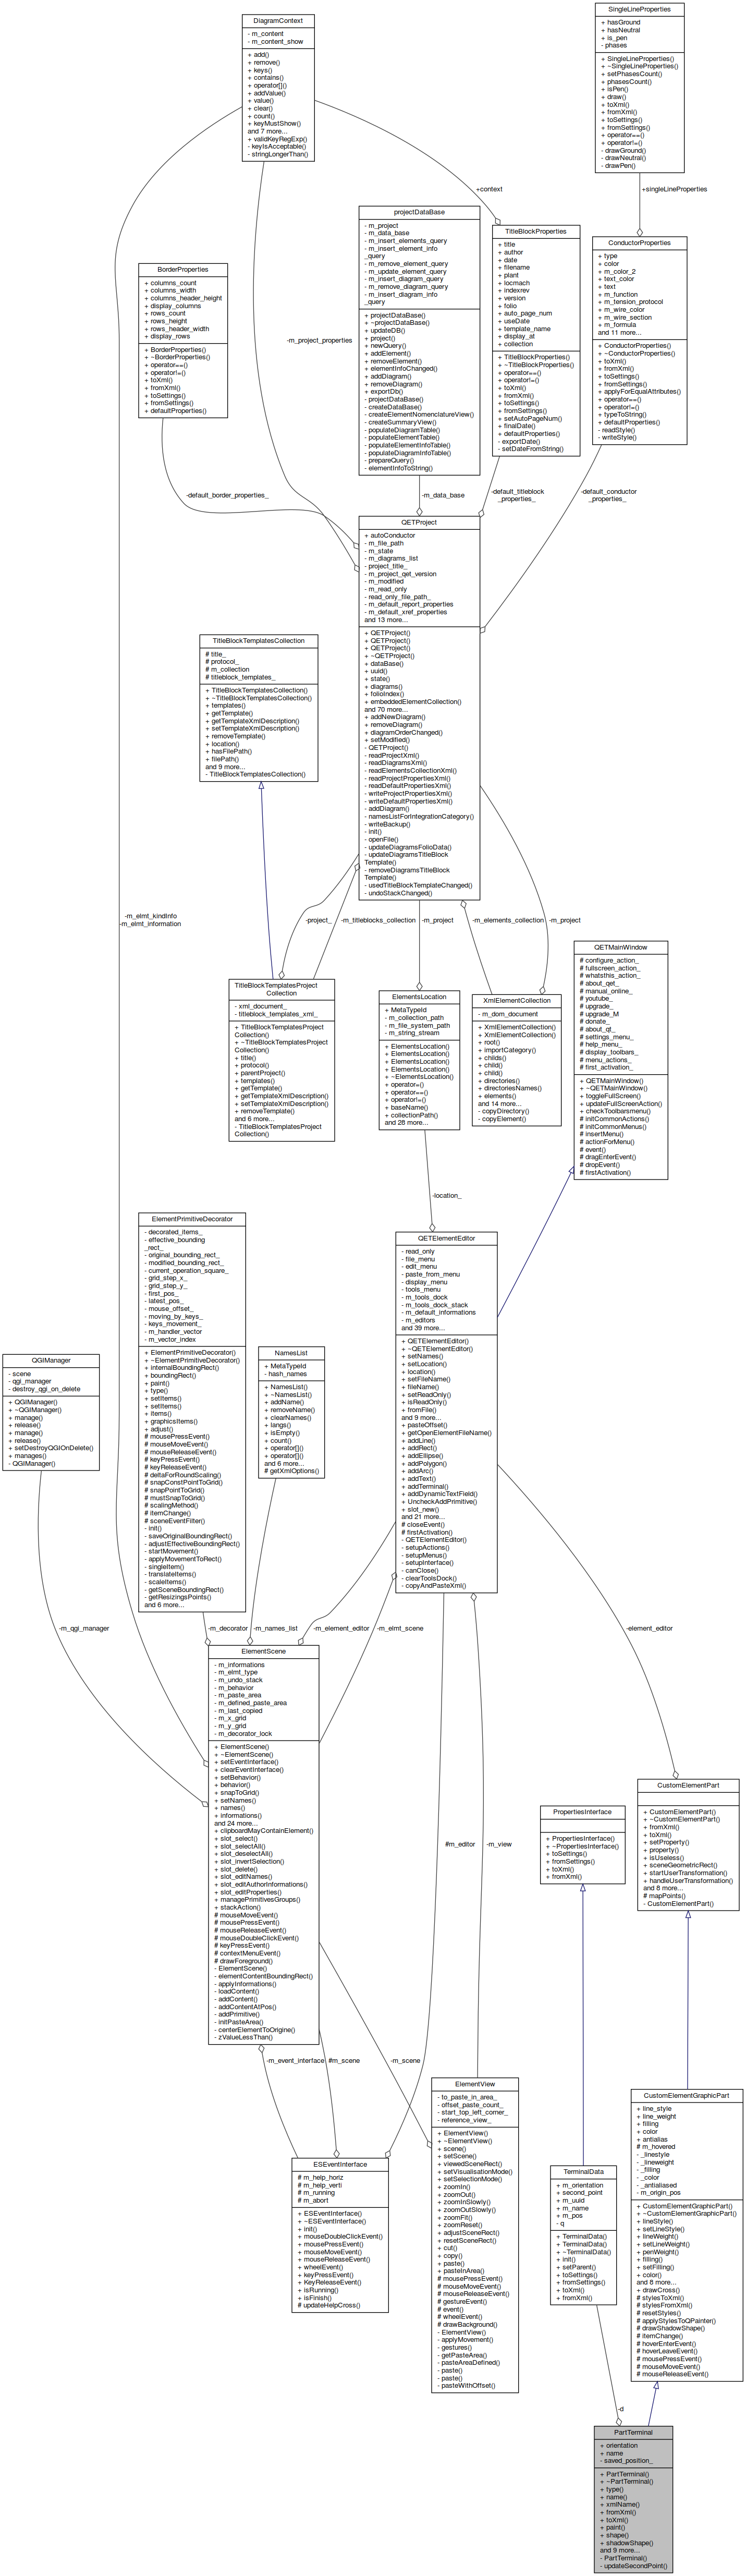 DiagramContext
- m_content
- m_content_show
+ add()
+ remove()
+ keys()
+ contains()
+ operator[]()
+ addValue()
+ value()
+ clear()
+ count()
+ keyMustShow()
and 7 more...
+ validKeyRegExp()
- keyIsAcceptable()
- stringLongerThan()
SingleLineProperties
+ hasGround
+ hasNeutral
+ is_pen
- phases
+ SingleLineProperties()
+ ~SingleLineProperties()
+ setPhasesCount()
+ phasesCount()
+ isPen()
+ draw()
+ toXml()
+ fromXml()
+ toSettings()
+ fromSettings()
+ operator==()
+ operator!=()
- drawGround()
- drawNeutral()
- drawPen()
+context
+singleLineProperties
projectDataBase
- m_project
- m_data_base
- m_insert_elements_query
- m_insert_element_info
_query
- m_remove_element_query
- m_update_element_query
- m_insert_diagram_query
- m_remove_diagram_query
- m_insert_diagram_info
_query
+ projectDataBase()
+ ~projectDataBase()
+ updateDB()
+ project()
+ newQuery()
+ addElement()
+ removeElement()
+ elementInfoChanged()
+ addDiagram()
+ removeDiagram()
+ exportDb()
- projectDataBase()
- createDataBase()
- createElementNomenclatureView()
- createSummaryView()
- populateDiagramTable()
- populateElementTable()
- populateElementInfoTable()
- populateDiagramInfoTable()
- prepareQuery()
- elementInfoToString()
TitleBlockProperties
+ title
+ author
+ date
+ filename
+ plant
+ locmach
+ indexrev
+ version
+ folio
+ auto_page_num
+ useDate
+ template_name
+ display_at
+ collection
+ TitleBlockProperties()
+ ~TitleBlockProperties()
+ operator==()
+ operator!=()
+ toXml()
+ fromXml()
+ toSettings()
+ fromSettings()
+ setAutoPageNum()
+ finalDate()
+ defaultProperties()
- exportDate()
- setDateFromString()
ConductorProperties
+ type
+ color
+ m_color_2
+ text_color
+ text
+ m_function
+ m_tension_protocol
+ m_wire_color
+ m_wire_section
+ m_formula
and 11 more...
+ ConductorProperties()
+ ~ConductorProperties()
+ toXml()
+ fromXml()
+ toSettings()
+ fromSettings()
+ applyForEqualAttributes()
+ operator==()
+ operator!=()
+ typeToString()
+ defaultProperties()
- readStyle()
- writeStyle()
BorderProperties
+ columns_count
+ columns_width
+ columns_header_height
+ display_columns
+ rows_count
+ rows_height
+ rows_header_width
+ display_rows
+ BorderProperties()
+ ~BorderProperties()
+ operator==()
+ operator!=()
+ toXml()
+ fromXml()
+ toSettings()
+ fromSettings()
+ defaultProperties()
-m_project_properties
-default_border_properties_
-m_data_base
-default_titleblock
_properties_
-default_conductor
_properties_
QETProject
+ autoConductor
- m_file_path
- m_state
- m_diagrams_list
- project_title_
- m_project_qet_version
- m_modified
- m_read_only
- read_only_file_path_
- m_default_report_properties
- m_default_xref_properties
and 13 more...
+ QETProject()
+ QETProject()
+ QETProject()
+ ~QETProject()
+ dataBase()
+ uuid()
+ state()
+ diagrams()
+ folioIndex()
+ embeddedElementCollection()
and 70 more...
+ addNewDiagram()
+ removeDiagram()
+ diagramOrderChanged()
+ setModified()
- QETProject()
- readProjectXml()
- readDiagramsXml()
- readElementsCollectionXml()
- readProjectPropertiesXml()
- readDefaultPropertiesXml()
- writeProjectPropertiesXml()
- writeDefaultPropertiesXml()
- addDiagram()
- namesListForIntegrationCategory()
- writeBackup()
- init()
- openFile()
- updateDiagramsFolioData()
- updateDiagramsTitleBlock
Template()
- removeDiagramsTitleBlock
Template()
- usedTitleBlockTemplateChanged()
- undoStackChanged()
TitleBlockTemplatesCollection
# title_
# protocol_
# m_collection
# titleblock_templates_
+ TitleBlockTemplatesCollection()
+ ~TitleBlockTemplatesCollection()
+ templates()
+ getTemplate()
+ getTemplateXmlDescription()
+ setTemplateXmlDescription()
+ removeTemplate()
+ location()
+ hasFilePath()
+ filePath()
and 9 more...
- TitleBlockTemplatesCollection()
-m_elmt_kindInfo
-m_elmt_information
-project_
-m_titleblocks_collection
-m_project
-m_elements_collection
-m_project
TitleBlockTemplatesProject
Collection
- xml_document_
- titleblock_templates_xml_
+ TitleBlockTemplatesProject
Collection()
+ ~TitleBlockTemplatesProject
Collection()
+ title()
+ protocol()
+ parentProject()
+ templates()
+ getTemplate()
+ getTemplateXmlDescription()
+ setTemplateXmlDescription()
+ removeTemplate()
and 6 more...
- TitleBlockTemplatesProject
Collection()
ElementsLocation
+ MetaTypeId
- m_collection_path
- m_file_system_path
- m_string_stream
+ ElementsLocation()
+ ElementsLocation()
+ ElementsLocation()
+ ElementsLocation()
+ ~ElementsLocation()
+ operator=()
+ operator==()
+ operator!=()
+ baseName()
+ collectionPath()
and 28 more...
XmlElementCollection
- m_dom_document
+ XmlElementCollection()
+ XmlElementCollection()
+ root()
+ importCategory()
+ childs()
+ child()
+ child()
+ directories()
+ directoriesNames()
+ elements()
and 14 more...
- copyDirectory()
- copyElement()
QETMainWindow
# configure_action_
# fullscreen_action_
# whatsthis_action_
# about_qet_
# manual_online_
# youtube_
# upgrade_
# upgrade_M
# donate_
# about_qt_
# settings_menu_
# help_menu_
# display_toolbars_
# menu_actions_
# first_activation_
+ QETMainWindow()
+ ~QETMainWindow()
+ toggleFullScreen()
+ updateFullScreenAction()
+ checkToolbarsmenu()
# initCommonActions()
# initCommonMenus()
# insertMenu()
# actionForMenu()
# event()
# dragEnterEvent()
# dropEvent()
# firstActivation()
-location_
ElementPrimitiveDecorator
- decorated_items_
- effective_bounding
_rect_
- original_bounding_rect_
- modified_bounding_rect_
- current_operation_square_
- grid_step_x_
- grid_step_y_
- first_pos_
- latest_pos_
- mouse_offset_
- moving_by_keys_
- keys_movement_
- m_handler_vector
- m_vector_index
+ ElementPrimitiveDecorator()
+ ~ElementPrimitiveDecorator()
+ internalBoundingRect()
+ boundingRect()
+ paint()
+ type()
+ setItems()
+ setItems()
+ items()
+ graphicsItems()
+ adjust()
# mousePressEvent()
# mouseMoveEvent()
# mouseReleaseEvent()
# keyPressEvent()
# keyReleaseEvent()
# deltaForRoundScaling()
# snapConstPointToGrid()
# snapPointToGrid()
# mustSnapToGrid()
# scalingMethod()
# itemChange()
# sceneEventFilter()
- init()
- saveOriginalBoundingRect()
- adjustEffectiveBoundingRect()
- startMovement()
- applyMovementToRect()
- singleItem()
- translateItems()
- scaleItems()
- getSceneBoundingRect()
- getResizingsPoints()
and 6 more...
QETElementEditor
- read_only
- file_menu
- edit_menu
- paste_from_menu
- display_menu
- tools_menu
- m_tools_dock
- m_tools_dock_stack
- m_default_informations
- m_editors
and 39 more...
+ QETElementEditor()
+ ~QETElementEditor()
+ setNames()
+ setLocation()
+ location()
+ setFileName()
+ fileName()
+ setReadOnly()
+ isReadOnly()
+ fromFile()
and 9 more...
+ pasteOffset()
+ getOpenElementFileName()
+ addLine()
+ addRect()
+ addEllipse()
+ addPolygon()
+ addArc()
+ addText()
+ addTerminal()
+ addDynamicTextField()
+ UncheckAddPrimitive()
+ slot_new()
and 21 more...
# closeEvent()
# firstActivation()
- QETElementEditor()
- setupActions()
- setupMenus()
- setupInterface()
- canClose()
- clearToolsDock()
- copyAndPasteXml()
QGIManager
- scene
- qgi_manager
- destroy_qgi_on_delete
+ QGIManager()
+ ~QGIManager()
+ manage()
+ release()
+ manage()
+ release()
+ setDestroyQGIOnDelete()
+ manages()
- QGIManager()
NamesList
+ MetaTypeId
- hash_names
+ NamesList()
+ ~NamesList()
+ addName()
+ removeName()
+ clearNames()
+ langs()
+ isEmpty()
+ count()
+ operator[]()
+ operator[]()
and 6 more...
# getXmlOptions()
-m_qgi_manager
-m_decorator
-m_names_list
-m_element_editor
-m_elmt_scene
-element_editor
ElementScene
- m_informations
- m_elmt_type
- m_undo_stack
- m_behavior
- m_paste_area
- m_defined_paste_area
- m_last_copied
- m_x_grid
- m_y_grid
- m_decorator_lock
+ ElementScene()
+ ~ElementScene()
+ setEventInterface()
+ clearEventInterface()
+ setBehavior()
+ behavior()
+ snapToGrid()
+ setNames()
+ names()
+ informations()
and 24 more...
+ clipboardMayContainElement()
+ slot_select()
+ slot_selectAll()
+ slot_deselectAll()
+ slot_invertSelection()
+ slot_delete()
+ slot_editNames()
+ slot_editAuthorInformations()
+ slot_editProperties()
+ managePrimitivesGroups()
+ stackAction()
# mouseMoveEvent()
# mousePressEvent()
# mouseReleaseEvent()
# mouseDoubleClickEvent()
# keyPressEvent()
# contextMenuEvent()
# drawForeground()
- ElementScene()
- elementContentBoundingRect()
- applyInformations()
- loadContent()
- addContent()
- addContentAtPos()
- addPrimitive()
- initPasteArea()
- centerElementToOrigine()
- zValueLessThan()
#m_editor
-m_view
PropertiesInterface
+ PropertiesInterface()
+ ~PropertiesInterface()
+ toSettings()
+ fromSettings()
+ toXml()
+ fromXml()
CustomElementPart
+ CustomElementPart()
+ ~CustomElementPart()
+ fromXml()
+ toXml()
+ setProperty()
+ property()
+ isUseless()
+ sceneGeometricRect()
+ startUserTransformation()
+ handleUserTransformation()
and 8 more...
# mapPoints()
- CustomElementPart()
-m_event_interface
#m_scene
-m_scene
ESEventInterface
# m_help_horiz
# m_help_verti
# m_running
# m_abort
+ ESEventInterface()
+ ~ESEventInterface()
+ init()
+ mouseDoubleClickEvent()
+ mousePressEvent()
+ mouseMoveEvent()
+ mouseReleaseEvent()
+ wheelEvent()
+ keyPressEvent()
+ KeyReleaseEvent()
+ isRunning()
+ isFinish()
# updateHelpCross()
ElementView
- to_paste_in_area_
- offset_paste_count_
- start_top_left_corner_
- reference_view_
+ ElementView()
+ ~ElementView()
+ scene()
+ setScene()
+ viewedSceneRect()
+ setVisualisationMode()
+ setSelectionMode()
+ zoomIn()
+ zoomOut()
+ zoomInSlowly()
+ zoomOutSlowly()
+ zoomFit()
+ zoomReset()
+ adjustSceneRect()
+ resetSceneRect()
+ cut()
+ copy()
+ paste()
+ pasteInArea()
# mousePressEvent()
# mouseMoveEvent()
# mouseReleaseEvent()
# gestureEvent()
# event()
# wheelEvent()
# drawBackground()
- ElementView()
- applyMovement()
- gestures()
- getPasteArea()
- pasteAreaDefined()
- paste()
- paste()
- pasteWithOffset()
TerminalData
+ m_orientation
+ second_point
+ m_uuid
+ m_name
+ m_pos
- q
+ TerminalData()
+ TerminalData()
+ ~TerminalData()
+ init()
+ setParent()
+ toSettings()
+ fromSettings()
+ toXml()
+ fromXml()
CustomElementGraphicPart
+ line_style
+ line_weight
+ filling
+ color
+ antialias
# m_hovered
- _linestyle
- _lineweight
- _filling
- _color
- _antialiased
- m_origin_pos
+ CustomElementGraphicPart()
+ ~CustomElementGraphicPart()
+ lineStyle()
+ setLineStyle()
+ lineWeight()
+ setLineWeight()
+ penWeight()
+ filling()
+ setFilling()
+ color()
and 8 more...
+ drawCross()
# stylesToXml()
# stylesFromXml()
# resetStyles()
# applyStylesToQPainter()
# drawShadowShape()
# itemChange()
# hoverEnterEvent()
# hoverLeaveEvent()
# mousePressEvent()
# mouseMoveEvent()
# mouseReleaseEvent()
-d
PartTerminal
+ orientation
+ name
- saved_position_
+ PartTerminal()
+ ~PartTerminal()
+ type()
+ name()
+ xmlName()
+ fromXml()
+ toXml()
+ paint()
+ shape()
+ shadowShape()
and 9 more...
- PartTerminal()
- updateSecondPoint()